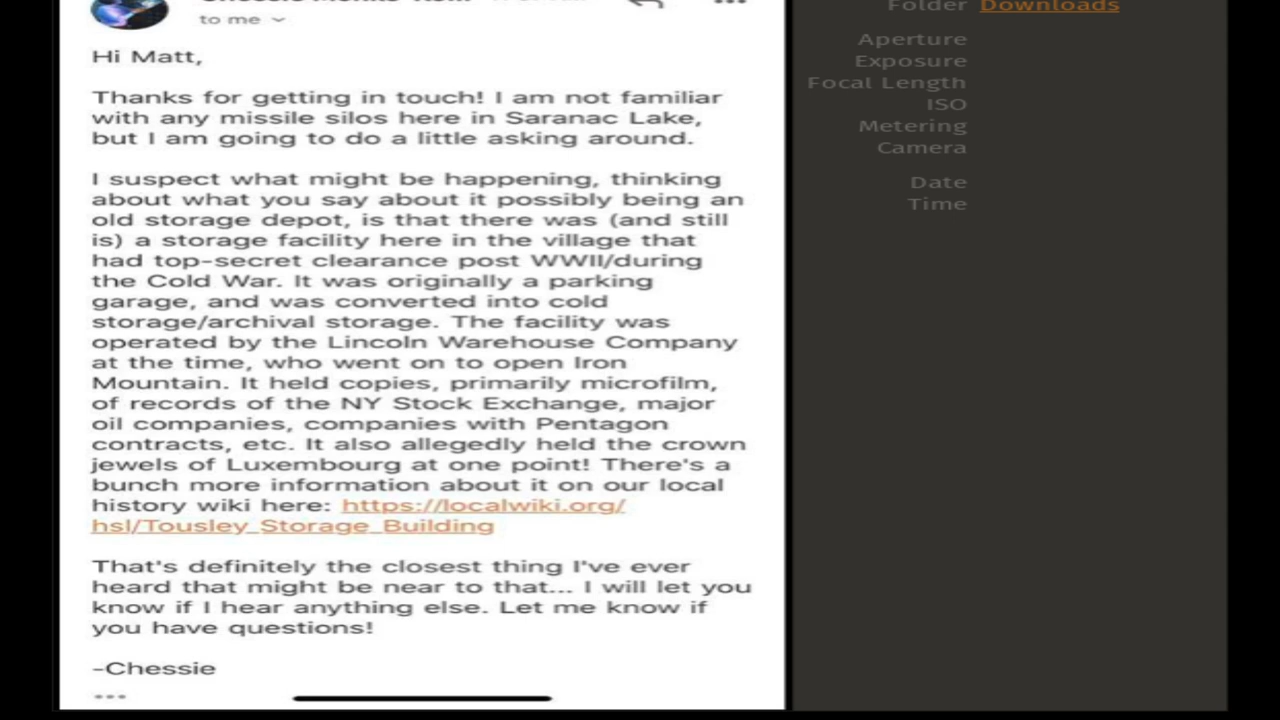 to me
Hi Matt,
Thanks for getting in touch! I am not familiar
with any missile silos here in Saranac Lake,
but I am going to do a little asking around.
I suspect what might be happening, thinking
about what you say about it possibly being an
old storage depot, is that there was (and still
is) a storage facility here in the village that
had top-secret clearance post WWII/during
the Cold War. It was originally a parking
garage, and was converted into cold
storage/archival storage. The facility was
operated by the Lincoln Warehouse Company
at the time, who went on to open Iron
Mountain. It held copies, primarily microfilm,
of records of the NY Stock Exchange, major
oil companies, companies with Pentagon
contracts, etc. It also allegedly held the crown
jewels of Luxembourg at one point! There's a
bunch more information about it on our local
history wiki here: https://localwiki.org/
hsl/Tousley_Storage_Building
That's definitely the closest thing I've ever
heard that might be near to that... I will let you
know if I hear anything else. Let me know if
you have questions!
-Chessie
Folder Downloads
Aperture
Exposure
Focal Length
ISO
Metering
Camera
Date
Time